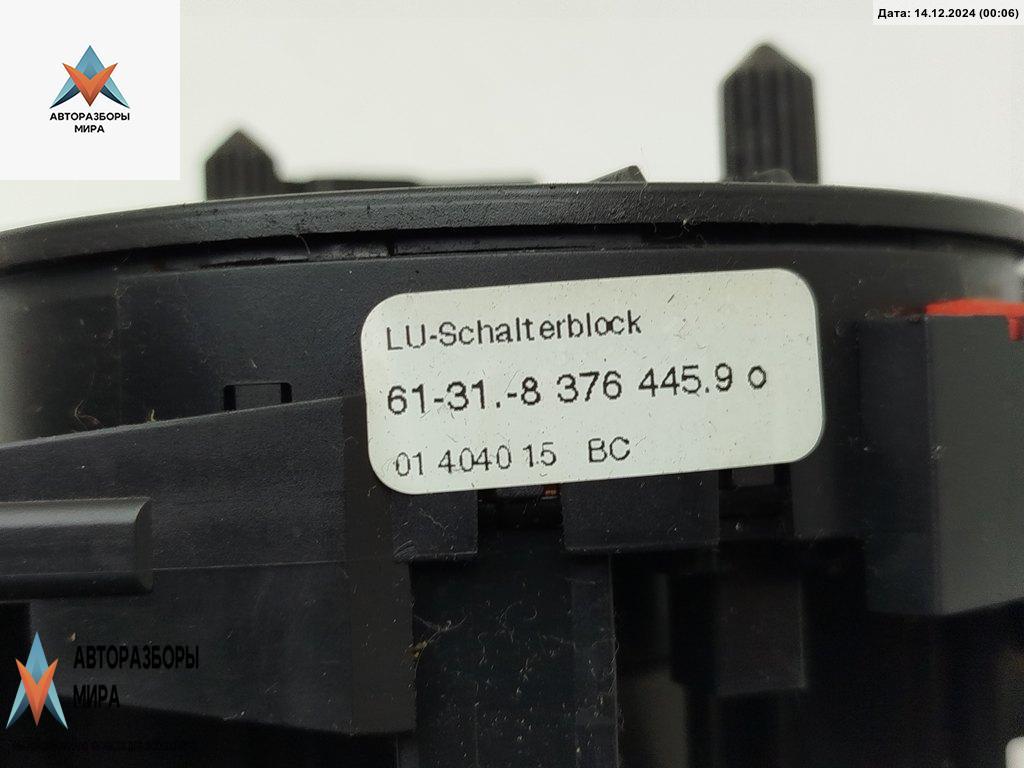 Дата: 14.12.2024 (00:06)
АВТОРАЗБОРЫ
МИРА
LU-Schalterblock
61-31.-8 376 445.9 o
01 4040 15 BC
АВТОРАЗБОРЫ
МИРА